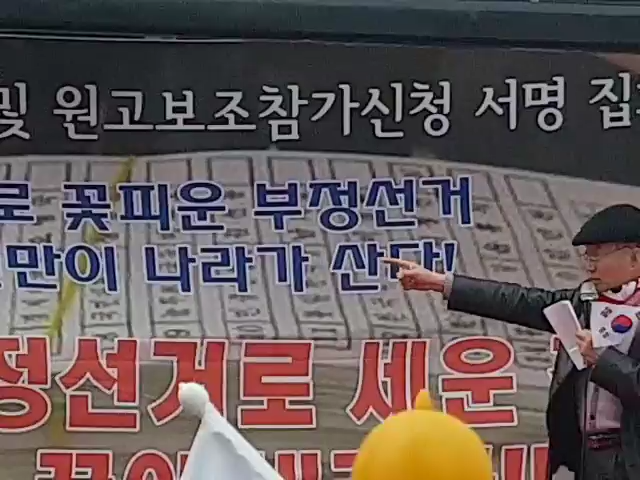 및 원고보조참가신청 서명 집
로 꽃피운 부정선거
만이 나라가 산다!
정선거로 세운